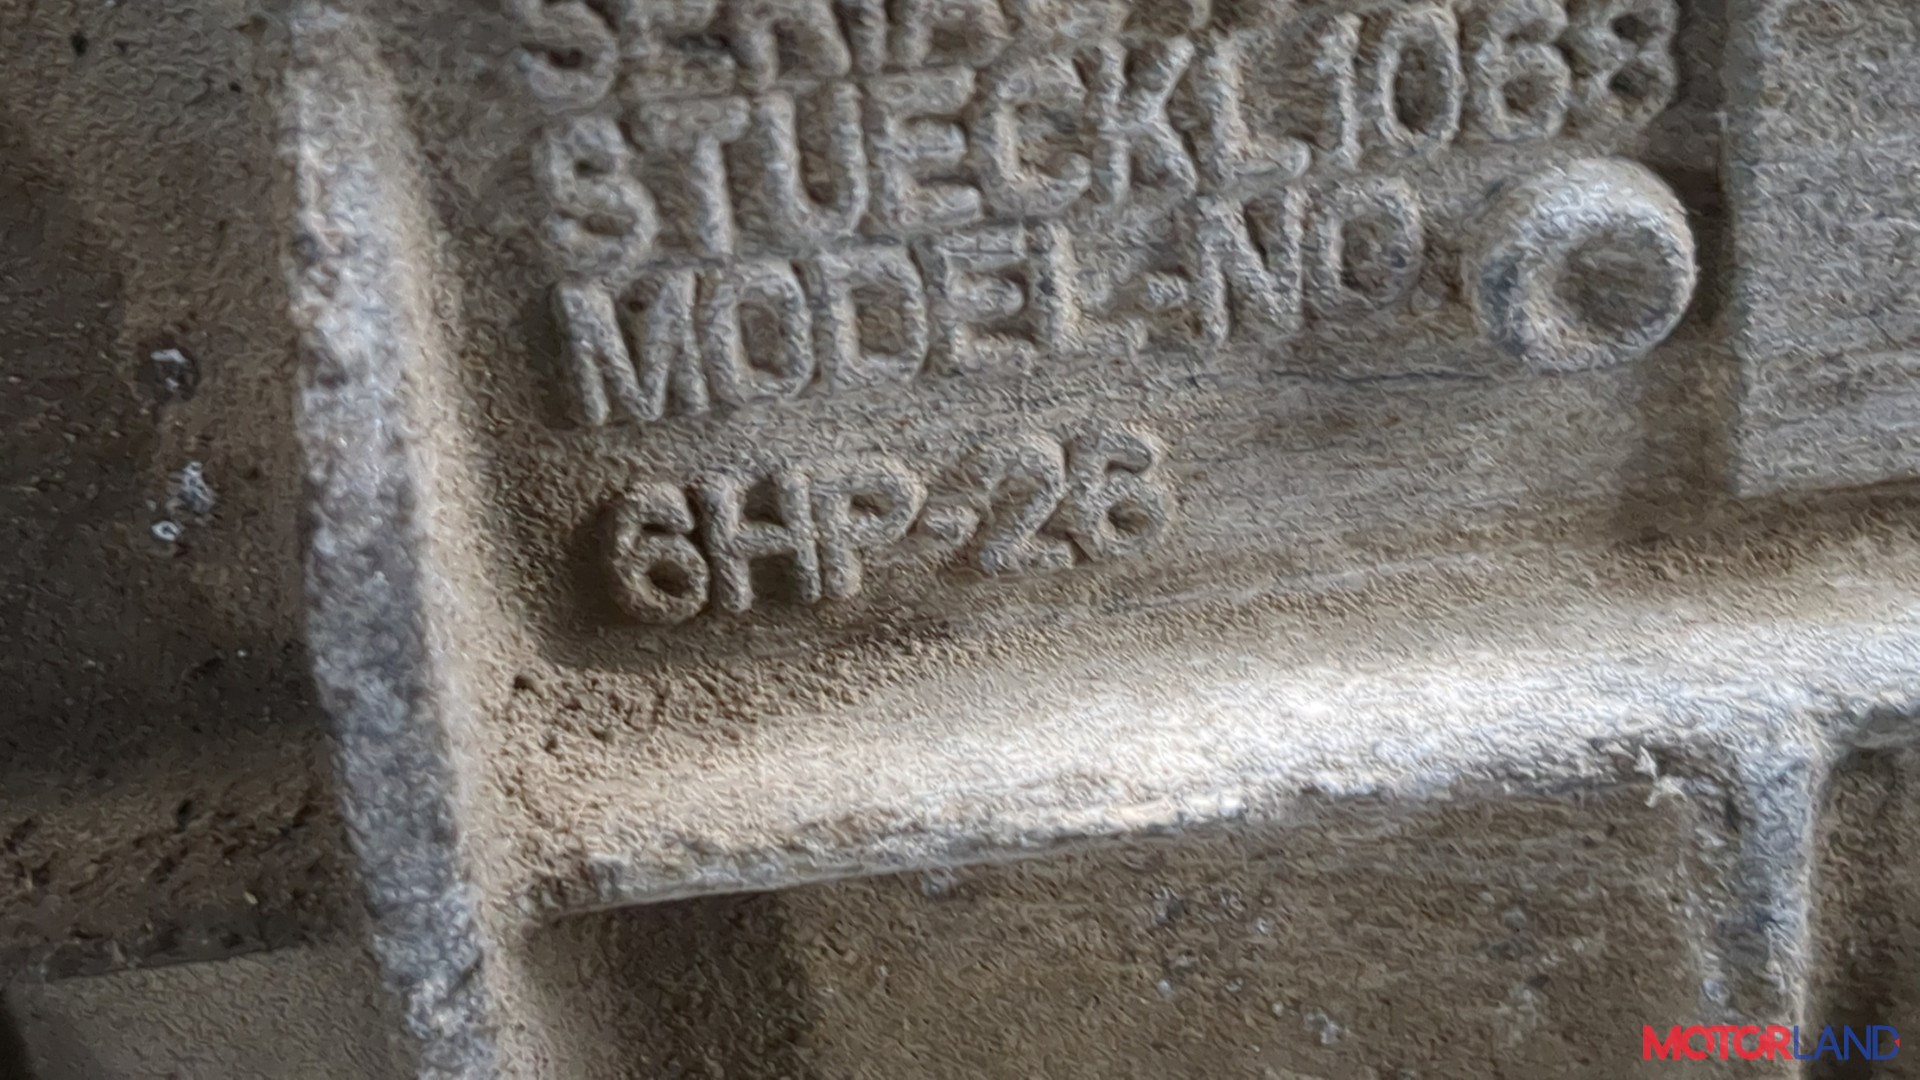 STUECKL1068
MODEL-NO.
6HP-26
MOTORLAND